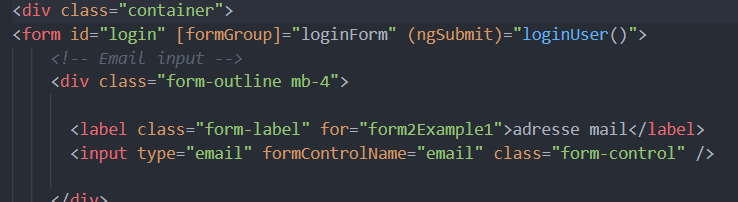 <div class="container">
<form id="login" [formGroup]="loginForm" (ngSubmit)="loginUser()">
<!-- Email input -->
<div class="form-outline mb-4">
<label class="form-label" for="form2Example1">adresse mail</label>
<input type="email" formControlName="email" class="form-control" />
</div>